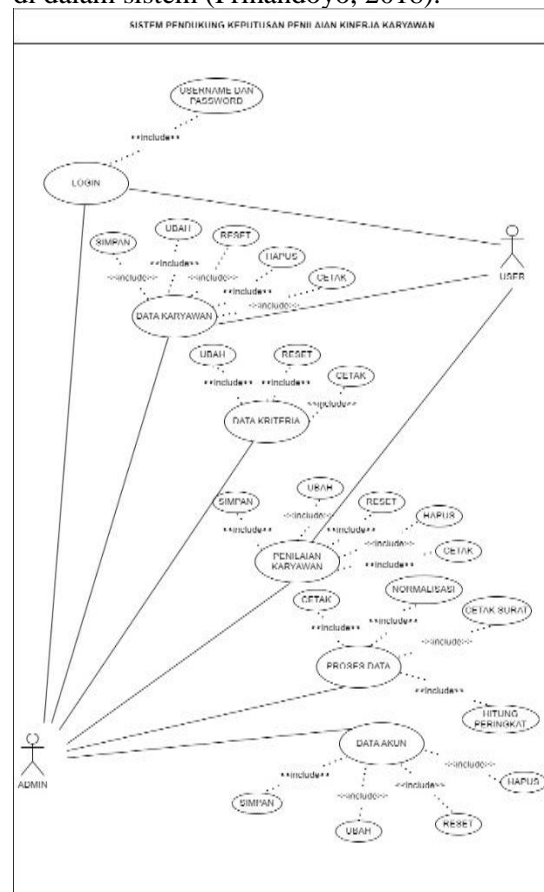 di dalam sistem (Prihandoyo, 2018).
SISTEM PENDUKUNG KEPUTUSAN PENILAIAN KINERJA KARYAWAN
USERNAME DAN
PASSWORD
**include**
LOGIN
USER
SIMPAN
UBAH
RESET
HAPUS
CETAK
<<include>>
**include**
<<include>>
**include**
<<include>>
DATA KARYAWAN
UBAH
RESET
CETAK
**include**
**include**
<<include>>
DATA KRITERIA
SIMPAN
UBAH
RESET
HAPUS
CETAK
**include**
<<include>>
**include**
<<include>>
**include**
PENILAIAN
KARYAWAN
CETAK
NORMALISASI
CETAK SURAT
**include**
**include**
<<include>>
PROSES DATA
**include**
HITUNG
PERINGKAT
ADMIN
DATA AKUN
**include**
<<include>>
<<include>>
<<include>>
SIMPAN
UBAH
RESET
HAPUS